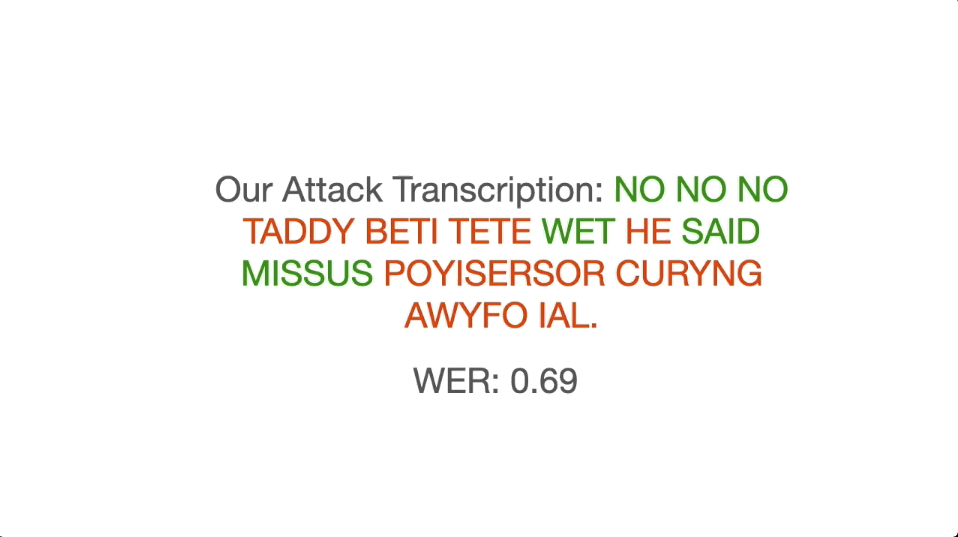 Our Attack Transcription: NO NO NO
TADDY BETI TETE WET HE SAID
MISSUS POYISERSOR CURYNG
AWYFO IAL.
WER: 0.69